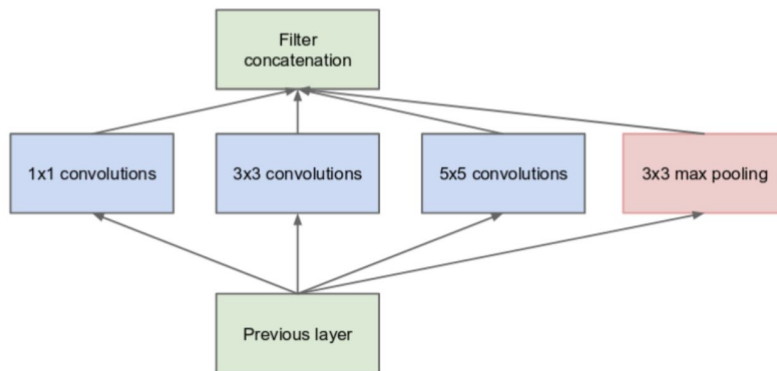 Filter
concatenation
1x1 convolutions
3x3 convolutions
5x5 convolutions
3x3 max pooling
Previous layer